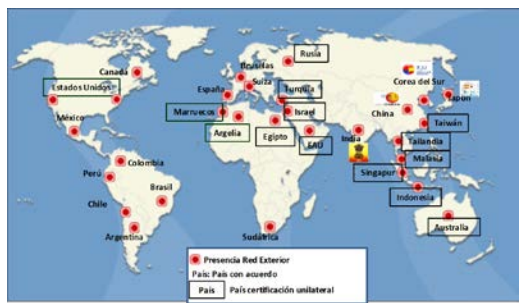 Rusia
Canadá
Bruselas
Suiza
Corea del Sur
Estados Unidos
España
Turquía
Japón
China
Marruecos
Israel
México
Argelia
Egipto
EAU
India
Taiwán
Tailandia
Colombia
Malasia
Perú
Singapur
Brasil
Indonesia
Chile
Australia
Argentina
Sudáfrica
Presencia Red Exterior
País: País con acuerdo
País
País certificación unilateral